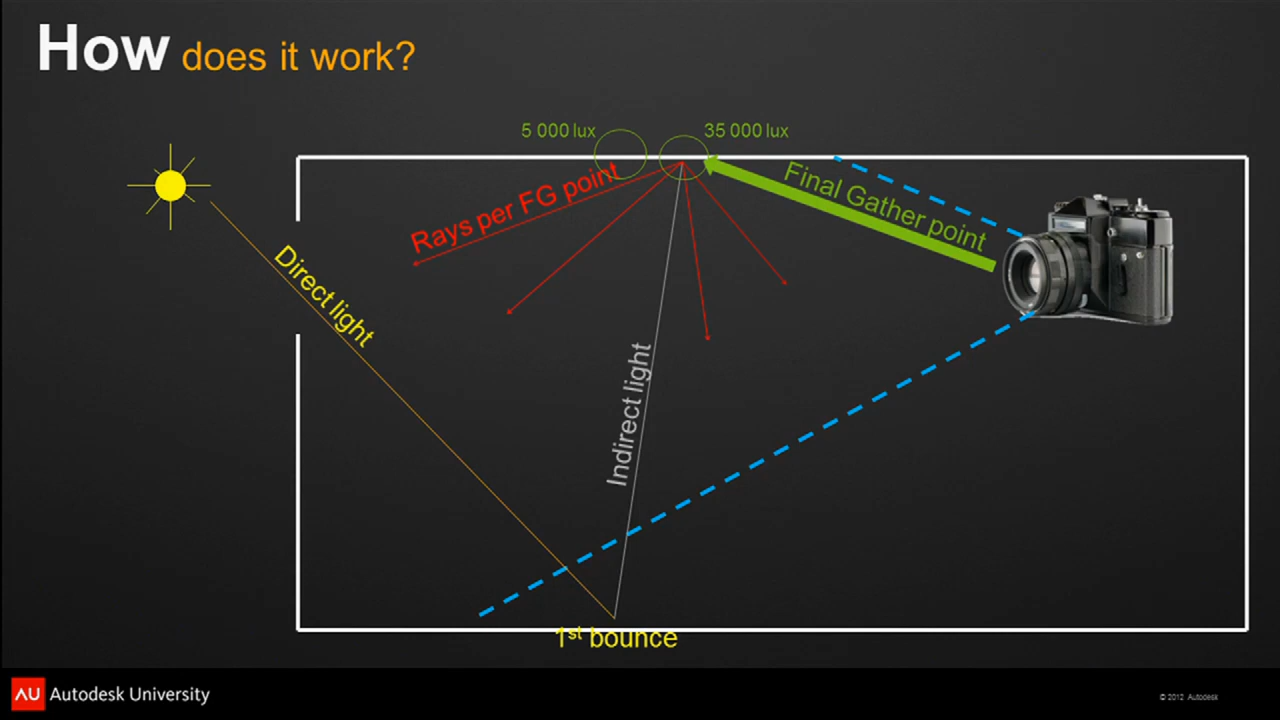 How does it work?
5 000 lux
35 000 lux
Rays per FG point
Final Gather point
Direct light
Indirect light
1st bounce
AU Autodesk University
© 2012 Autodesk